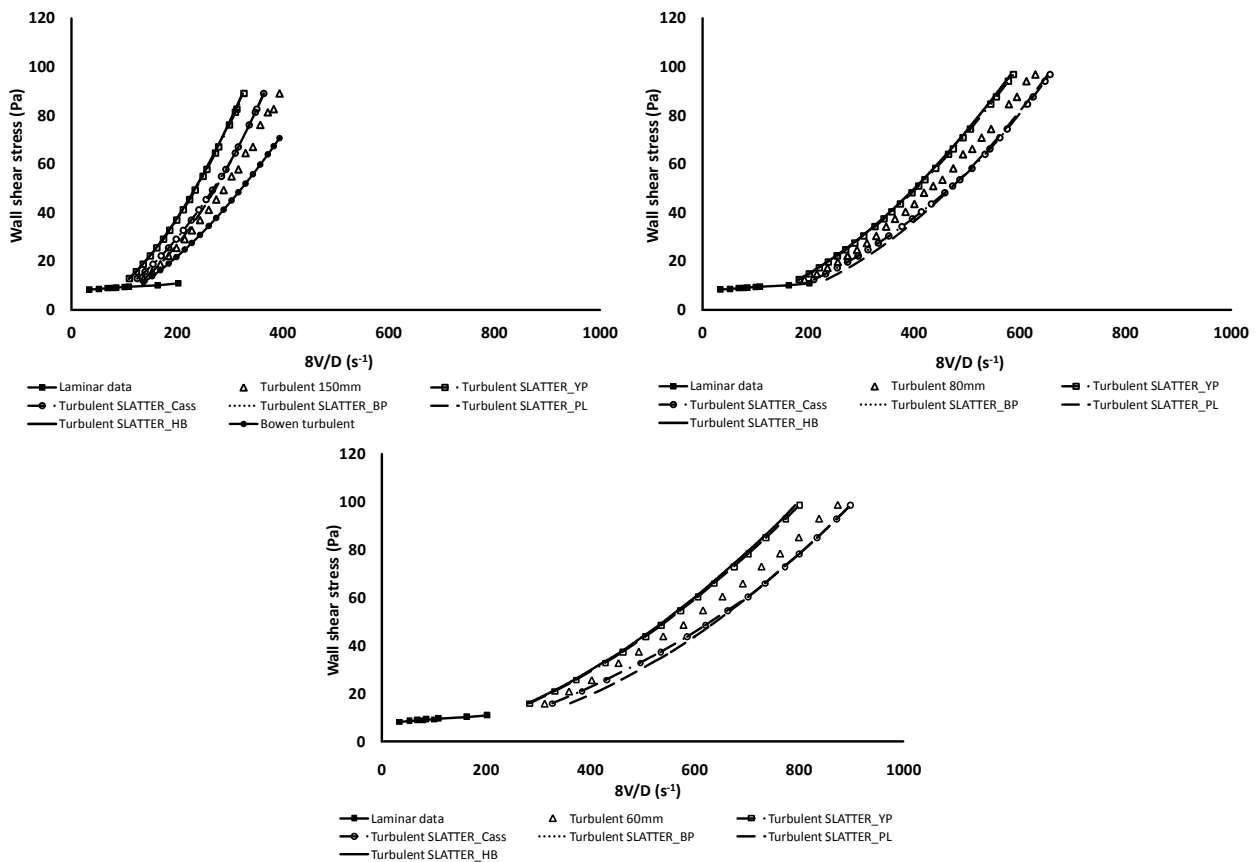 120
100
80
60
40
20
0
Wall shear stress (Pa)
0 200 400 600 800 1000
8V/D (s⁻¹)
Laminar data Turbulent 150mm Turbulent SLATTER_YP
Turbulent SLATTER_Cass Turbulent SLATTER_BP Turbulent SLATTER_PL
Turbulent SLATTER_HB Bowen turbulent
120
100
80
60
40
20
0
Wall shear stress (Pa)
0 200 400 600 800 1000
8V/D (s⁻¹)
Laminar data Turbulent 80mm Turbulent SLATTER_YP
Turbulent SLATTER_Cass Turbulent SLATTER_BP Turbulent SLATTER_PL
Turbulent SLATTER_HB
120
100
80
60
40
20
0
Wall shear stress (Pa)
0 200 400 600 800 1000
8V/D (s⁻¹)
Laminar data Turbulent 60mm Turbulent SLATTER_YP
Turbulent SLATTER_Cass Turbulent SLATTER_BP Turbulent SLATTER_PL
Turbulent SLATTER_HB